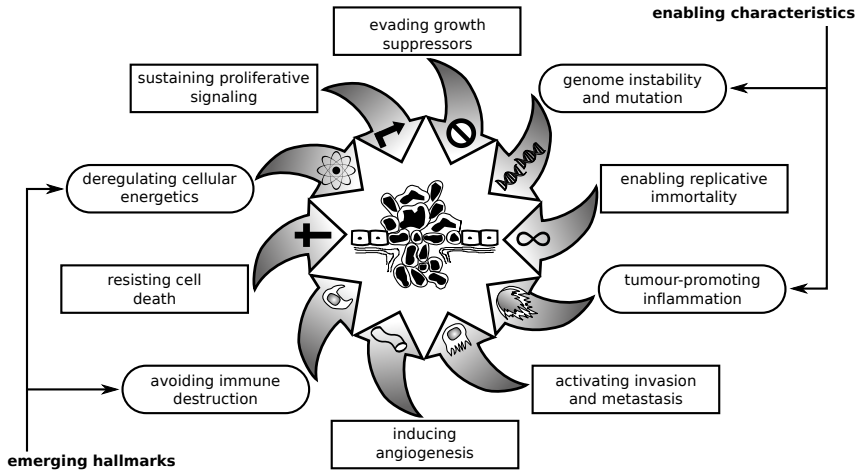 enabling characteristics
evading growth
suppressors
sustaining proliferative
signaling
genome instability
and mutation
deregulating cellular
energetics
enabling replicative
immortality
resisting cell
death
tumour-promoting
inflammation
avoiding immune
destruction
activating invasion
and metastasis
inducing
angiogenesis
emerging hallmarks